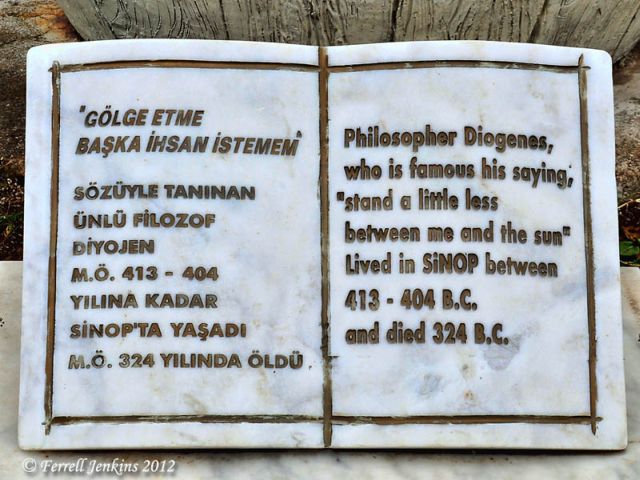 "GÖLGE ETME
BAŞKA İHSAN İSTEMEM"
SÖZÜYLE TANINAN
ÜNLÜ FİLOZOF
DİYOJEN
M.Ö. 413 - 404
YILINA KADAR
SİNOP'TA YAŞADI
M.Ö. 324 YILINDA ÖLDÜ
Philosopher Diogenes,
who is famous his saying,
"stand a little less
between me and the sun"
Lived in SiNOP between
413 - 404 B.C.
and died 324 B.C.
© Ferrell Jenkins 2012